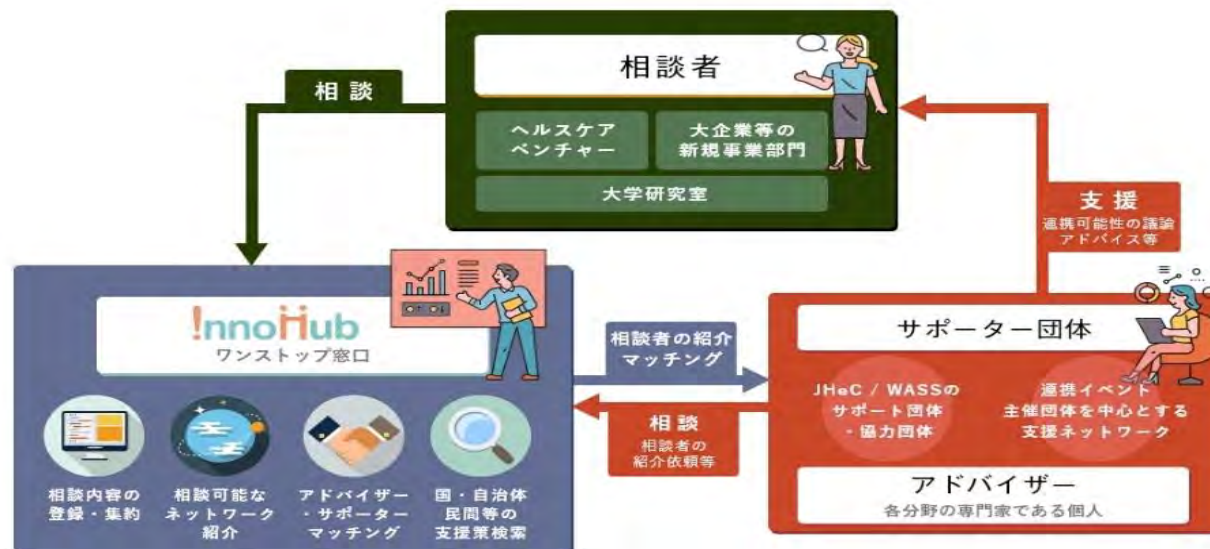 相談者
ヘルスケア
ベンチャー
大企業等の
新規事業部門
大学研究室
相談
支援
連携可能性の議論
アドバイス等
InnoHub
ワンストップ窓口
相談内容の
登録・集約
相談可能な
ネットワーク
紹介
アドバイザー
・サポーター
マッチング
国・自治体
民間等の
支援策検索
相談者の紹介
マッチング
相談
相談者の
紹介依頼等
サポーター団体
JHeC / WASSの
サポート団体
・協力団体
連携イベント
主催団体を中心とする
支援ネットワーク
アドバイザー
各分野の専門家である個人